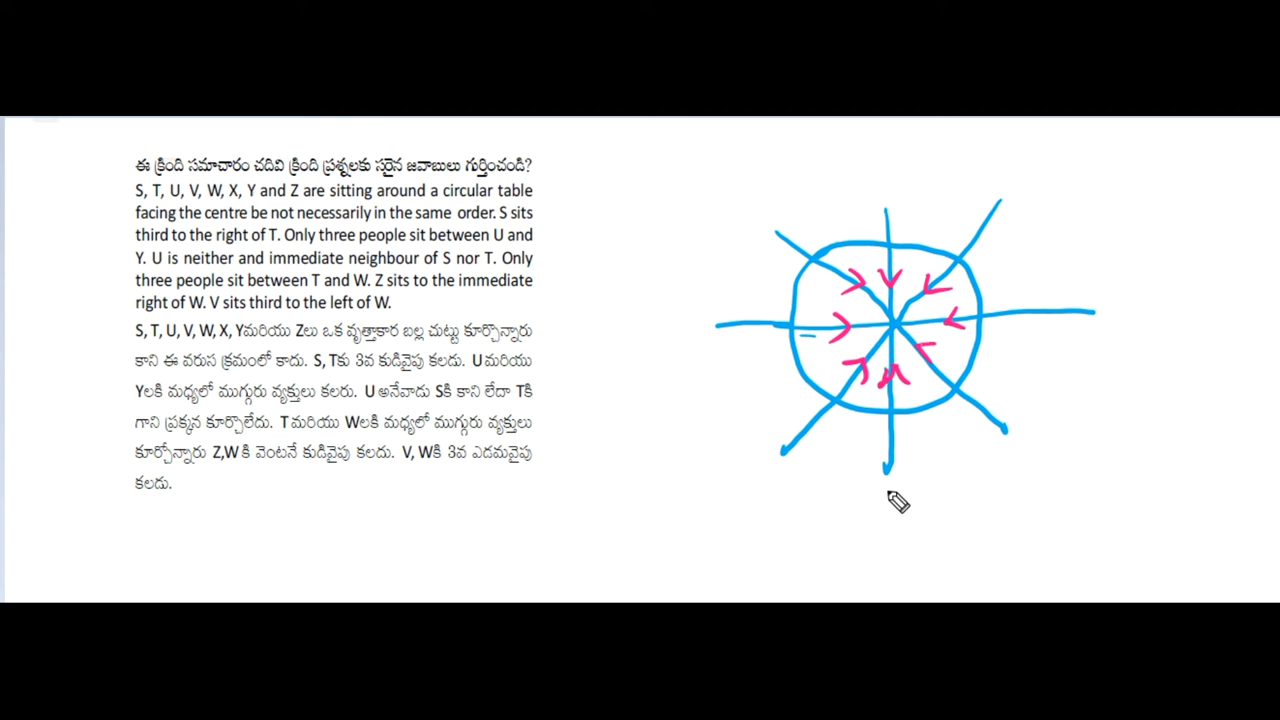 ఈ క్రింది సమాచారం చదివి క్రింది ప్రశ్నలకు సరైన జవాబులు గుర్తించండి?
S, T, U, V, W, X, Y and Z are sitting around a circular table
facing the centre be not necessarily in the same order. S sits
third to the right of T. Only three people sit between U and
Y. U is neither and immediate neighbour of S nor T. Only
three people sit between T and W. Z sits to the immediate
right of W. V sits third to the left of W.
S, T, U, V, W, X, Yమరియు Zలు ఒక వృత్తాకార బల్ల చుట్టు కూర్చొన్నారు
కాని ఈ వరుస క్రమంలో కాదు. S, Tకు 3వ కుడివైపు కలదు. U మరియు
Yలకి మధ్యలో ముగ్గురు వ్యక్తులు కలరు. U అనేవాడు Sకి కాని లేదా Tకి
గాని ప్రక్కన కూర్చొలేదు. T మరియు Wలకి మధ్యలో ముగ్గురు వ్యక్తులు
కూర్చోన్నారు Z,W కి వెంటనే కుడివైపు కలదు. V, Wకి 3వ ఎడమవైపు
కలదు.